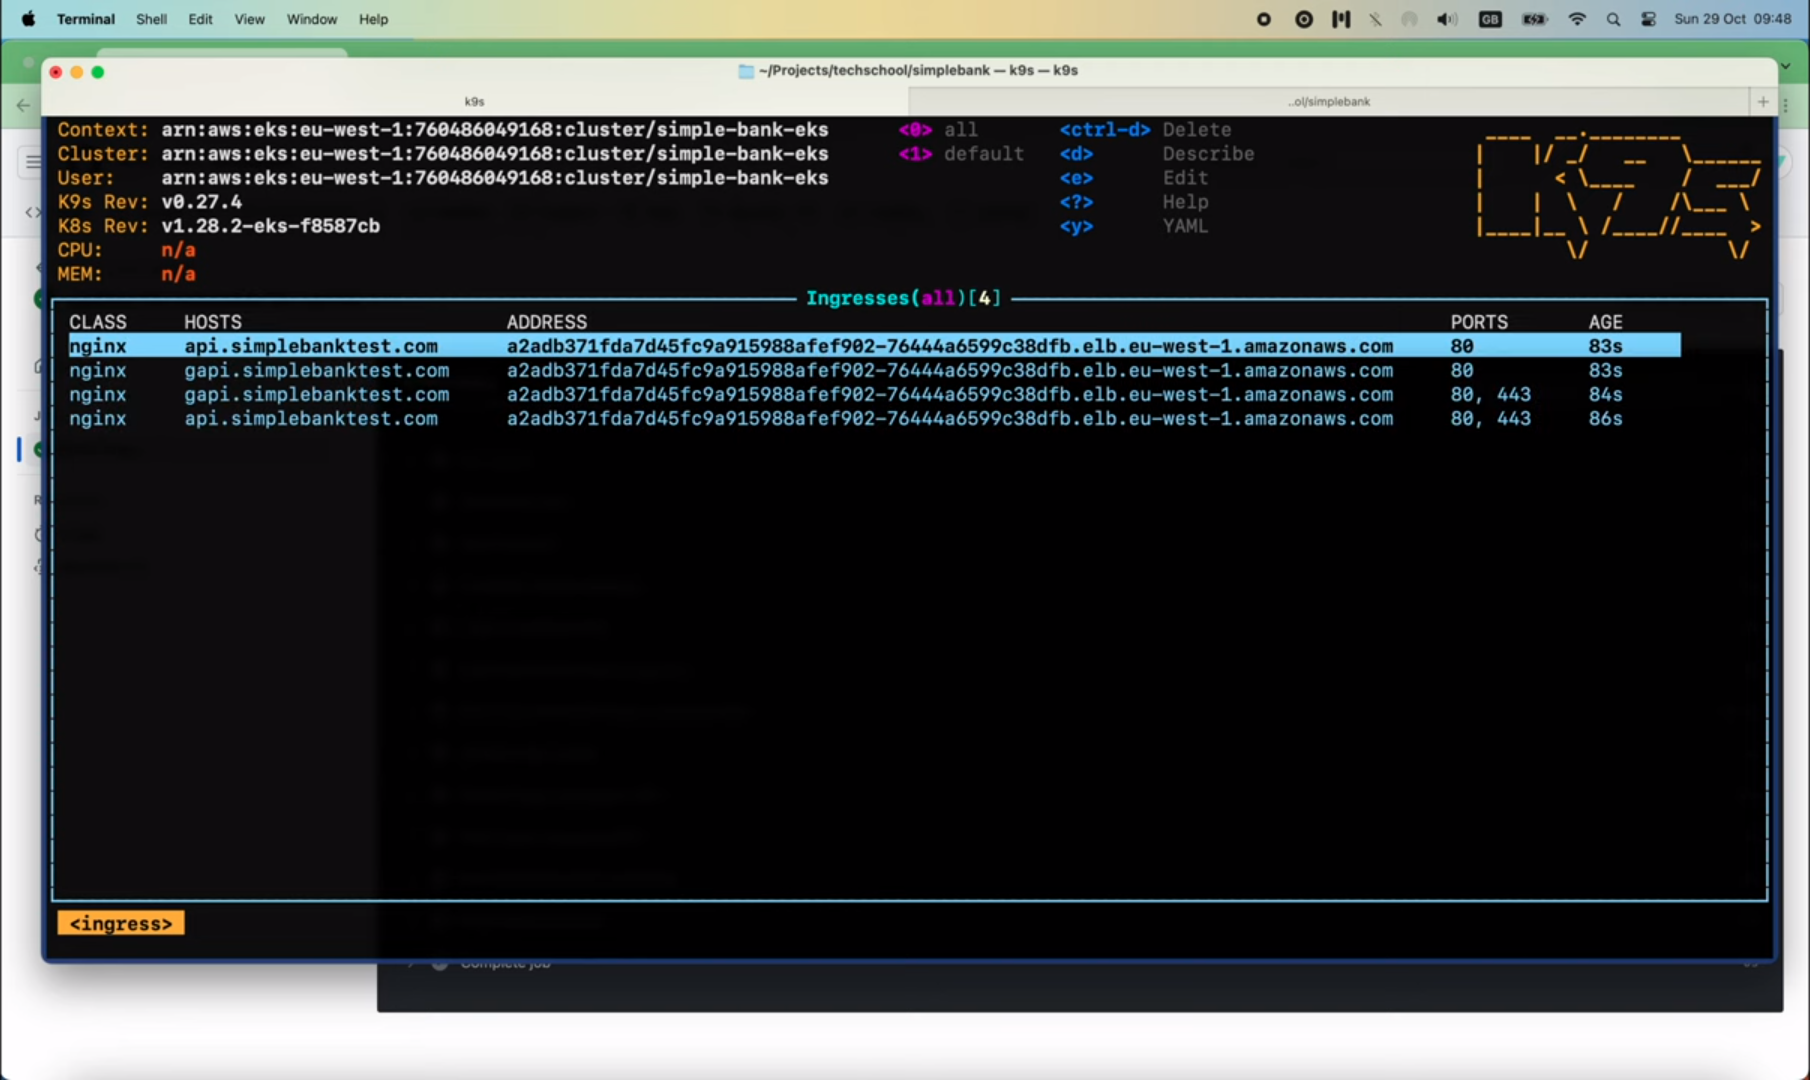 Terminal Shell Edit View Window Help GB Sun 29 Oct 09:48
~/Projects/techschool/simplebank — k9s — k9s
k9s ..ol/simplebank +
Context: arn:aws:eks:eu-west-1:760486049168:cluster/simple-bank-eks <0> all <ctrl-d> Delete
Cluster: arn:aws:eks:eu-west-1:760486049168:cluster/simple-bank-eks <1> default <d> Describe
User: arn:aws:eks:eu-west-1:760486049168:cluster/simple-bank-eks <e> Edit
K9s Rev: v0.27.4 <?> Help
K8s Rev: v1.28.2-eks-f8587cb <y> YAML
CPU: n/a
MEM: n/a
Ingresses(all)[4]
CLASS HOSTS ADDRESS PORTS AGE
nginx api.simplebanktest.com a2adb371fda7d45fc9a915988afef902-76444a6599c38dfb.elb.eu-west-1.amazonaws.com 80 83s
nginx gapi.simplebanktest.com a2adb371fda7d45fc9a915988afef902-76444a6599c38dfb.elb.eu-west-1.amazonaws.com 80 83s
nginx gapi.simplebanktest.com a2adb371fda7d45fc9a915988afef902-76444a6599c38dfb.elb.eu-west-1.amazonaws.com 80, 443 84s
nginx api.simplebanktest.com a2adb371fda7d45fc9a915988afef902-76444a6599c38dfb.elb.eu-west-1.amazonaws.com 80, 443 86s
<ingress>
Complete job